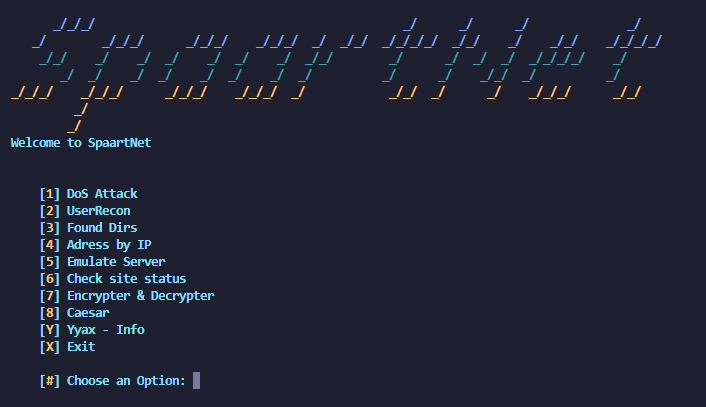 SpaartNet
Welcome to SpaartNet
[1] DoS Attack
[2] UserRecon
[3] Found Dirs
[4] Adress by IP
[5] Emulate Server
[6] Check site status
[7] Encrypter & Decrypter
[8] Caesar
[Y] Yyax - Info
[X] Exit
[#] Choose an Option: